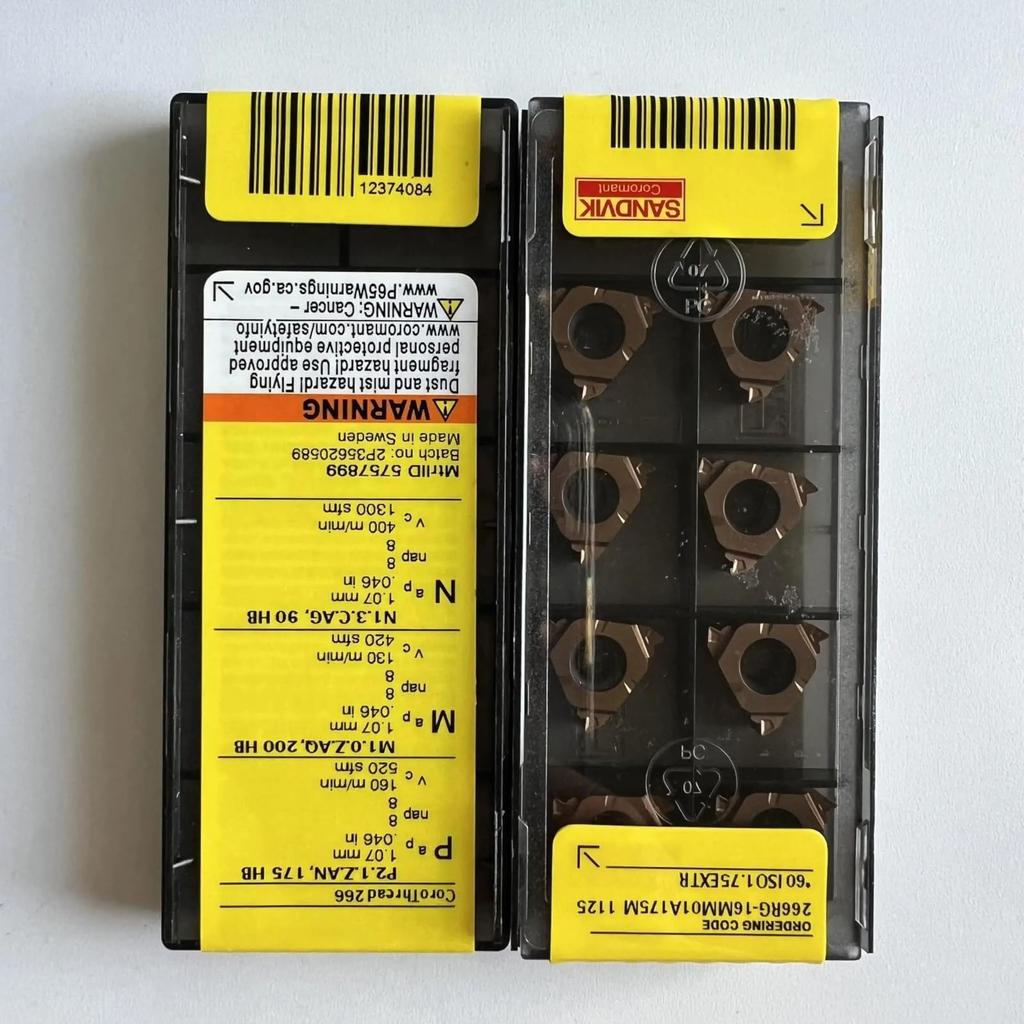 CoroThread 266
P2.1.Z.AN, 175 HB
P
a p 1.07 mm
.046 in
nap 8
8
v c 160 m/min
520 sfm
M1.0.Z.AQ, 200 HB
M
a p 1.07 mm
.046 in
nap 8
8
v c 130 m/min
420 sfm
N1.3.C.AG, 90 HB
N
a p 1.07 mm
.046 in
nap 8
8
v c 400 m/min
1300 sfm
MtrlID 5757899
Batch no: 2P35620589
Made in Sweden
WARNING
Dust and mist hazard! Flying
fragment hazard! Use approved
personal protective equipment
www.coromant.com/safetyinfo
WARNING: Cancer –
www.P65Warnings.ca.gov
12374084
ORDERING CODE
266RG-16MM01A175M 1125
*60 ISO1.75EXTR
07
PC
07
PC
SANDVIK
Coromant